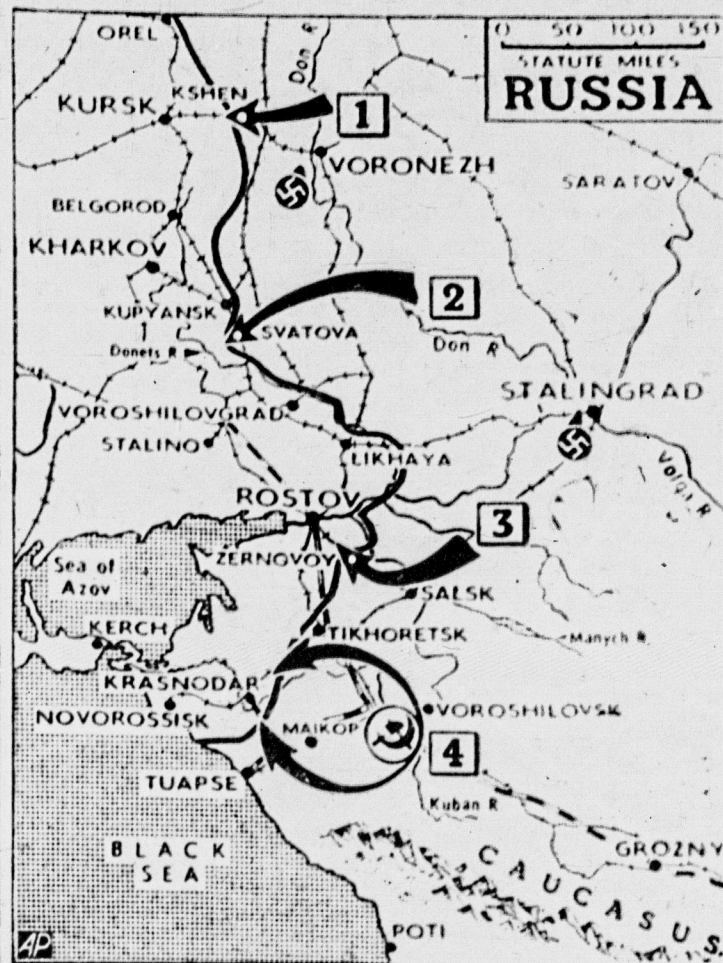 OREL
Don R
0 50 100 150
STATUTE MILES
RUSSIA
KSHEN
KURSK
1
VORONEZH
SARATOV
BELGOROD
KHARKOV
2
KUPYANSK
SVATOVA
Donets R
Don R
STALINGRAD
VOROSHILOVGRAD
STALINO
LIKHAYA
Volga R
ROSTOV
3
ZERNOVOY
Sea of
Azov
SALSK
KERCH
TIKHORETSK
Manych R
KRASNODAR
NOVOROSSISK
MAIKOP
VOROSHILOVSK
4
TUAPSE
Kuban R
BLACK
SEA
GROZNY
CAUCASUS
POTI
AP